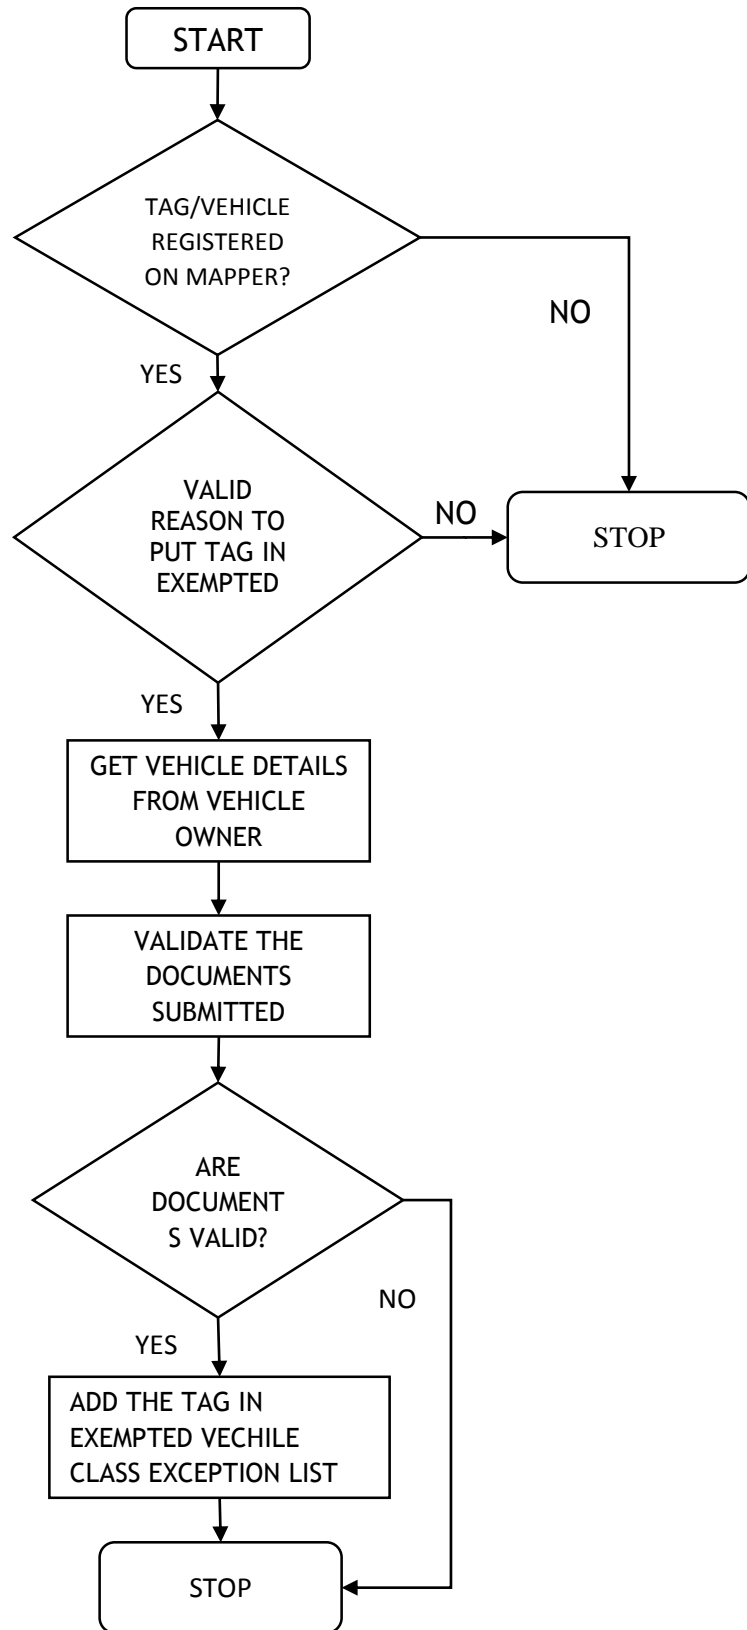 START
TAG/VEHICLE
REGISTERED
ON MAPPER?
NO
YES
VALID
REASON TO
PUT TAG IN
EXEMPTED
NO
STOP
YES
GET VEHICLE DETAILS
FROM VEHICLE
OWNER
VALIDATE THE
DOCUMENTS
SUBMITTED
ARE
DOCUMENT
S VALID?
NO
YES
ADD THE TAG IN
EXEMPTED VECHILE
CLASS EXCEPTION LIST
STOP